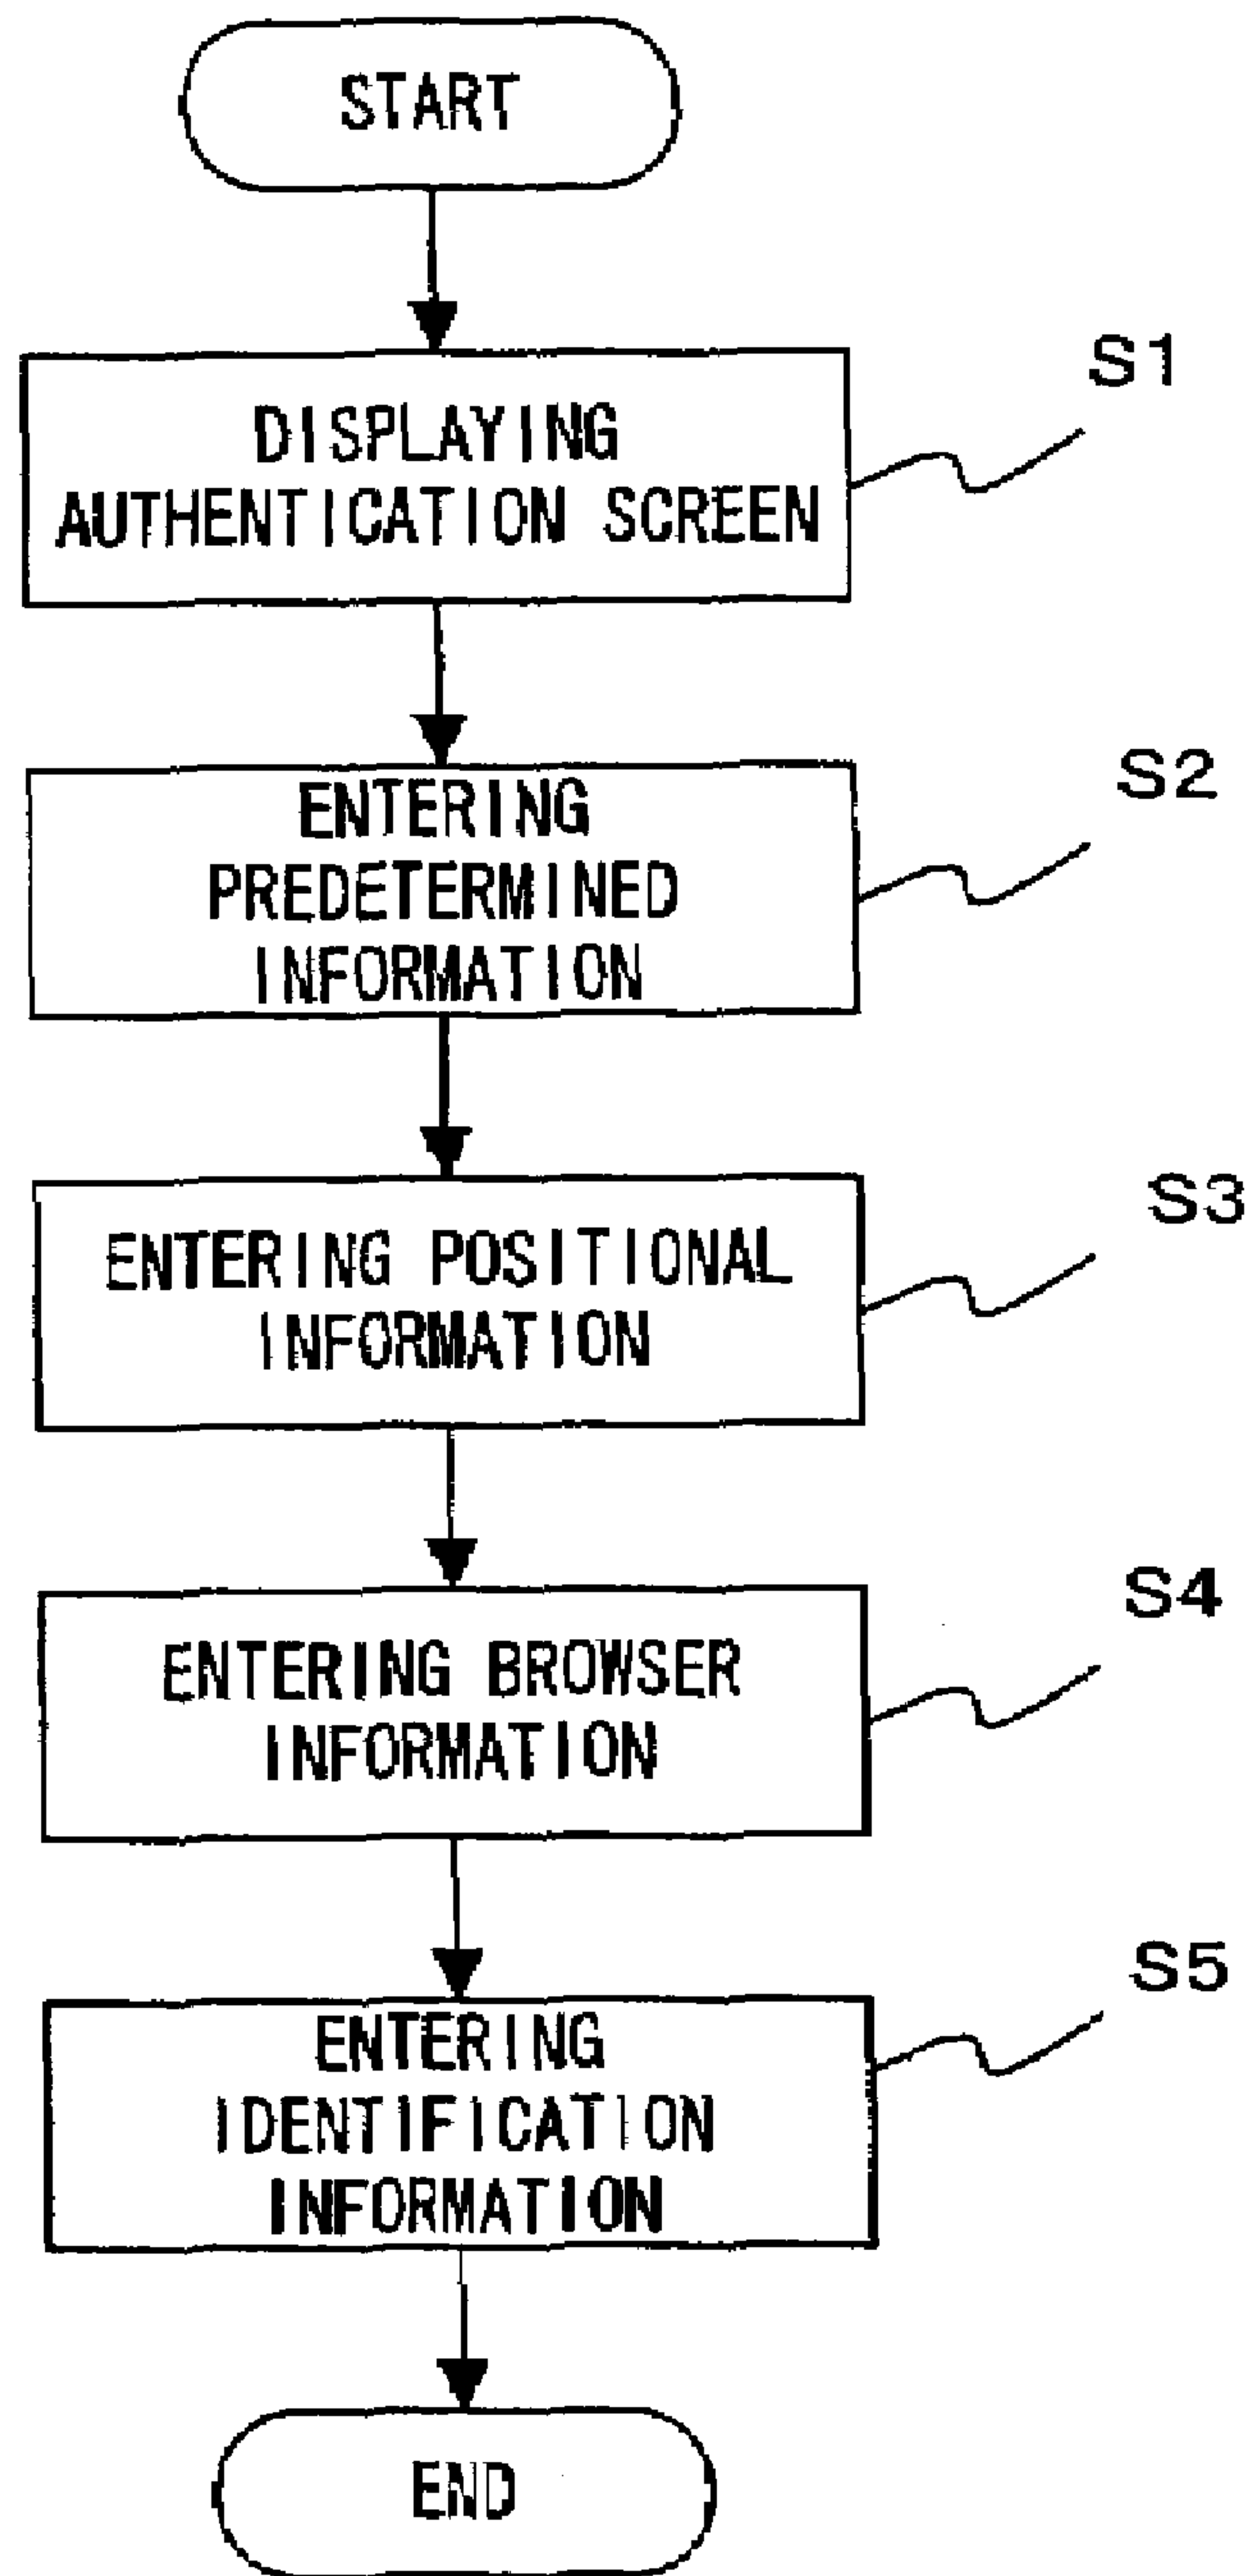 START
S1
DISPLAYING
AUTHENTICATION SCREEN
S2
ENTERING
PREDETERMINED
INFORMATION
S3
ENTERING POSITIONAL
INFORMATION
S4
ENTERING BROWSER
INFORMATION
S5
ENTERING
IDENTIFICATION
INFORMATION
END